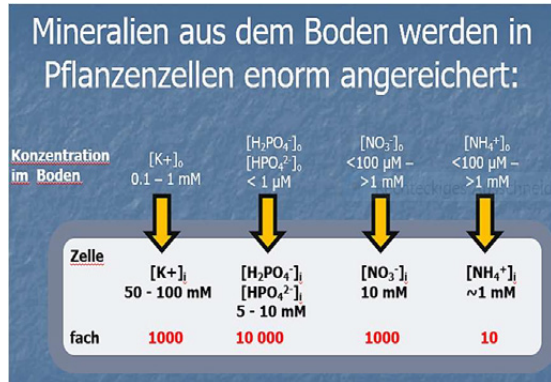 Mineralien aus dem Boden werden in
Pflanzenzellen enorm angereichert:
Konzentration
im Boden
[K+]o
0.1 – 1 mM
[H₂PO₄⁻]o
[HPO₄²⁻]o
< 1 µM
[NO₃⁻]o
<100 µM –
>1 mM
[NH₄⁺]o
<100 µM –
>1 mM
Zelle
[K+]i
50 - 100 mM
[H₂PO₄⁻]i
[HPO₄²⁻]i
5 - 10 mM
[NO₃⁻]i
10 mM
[NH₄⁺]i
~1 mM
fach
1000
10 000
1000
10